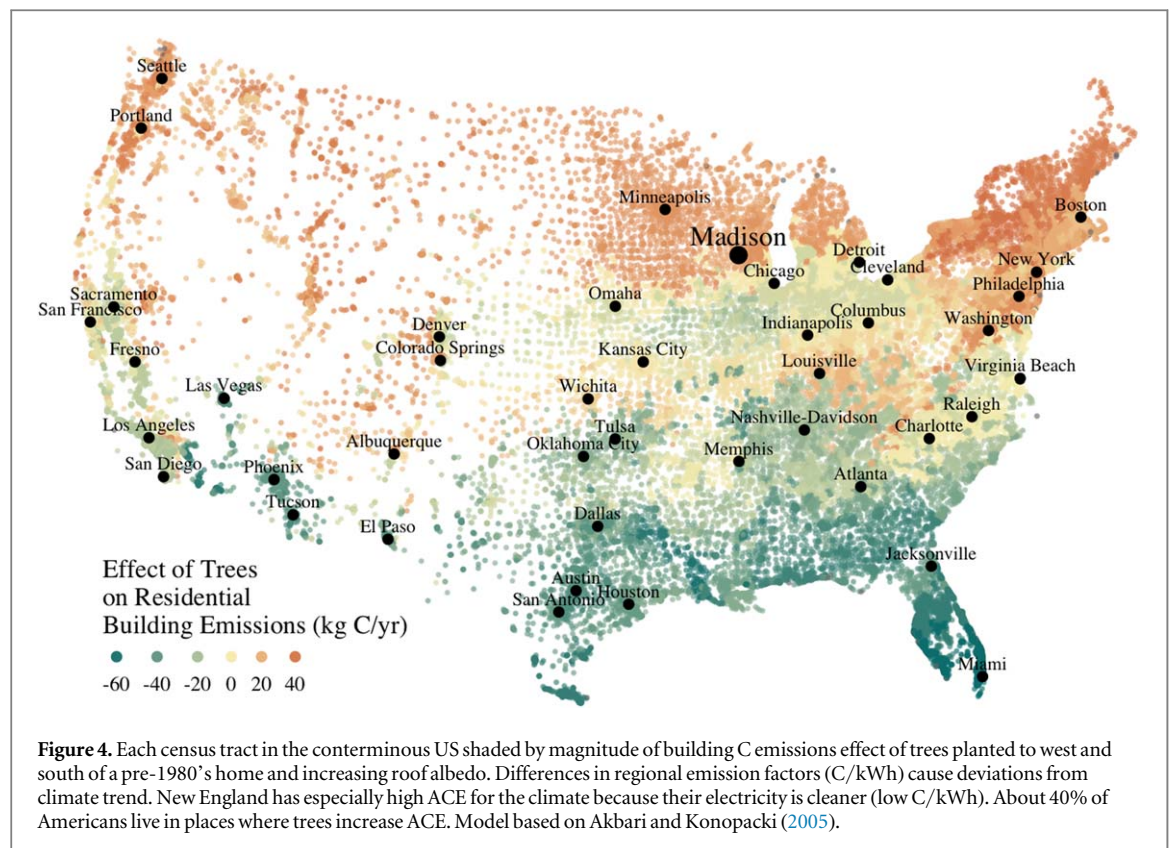 Seattle
Portland
Minneapolis
Boston
Madison
Detroit
Chicago
Cleveland
New York
Philadelphia
Sacramento
San Francisco
Omaha
Columbus
Indianapolis
Washington
Denver
Colorado Springs
Fresno
Kansas City
Louisville
Virginia Beach
Las Vegas
Wichita
Raleigh
Nashville-Davidson
Los Angeles
Tulsa
Charlotte
Albuquerque
Oklahoma City
Memphis
San Diego
Phoenix
Atlanta
Tucson
Dallas
El Paso
Jacksonville
Austin
Houston
San Antonio
Miami
Effect of Trees
on Residential
Building Emissions (kg C/yr)
-60 -40 -20 0 20 40
Figure 4. Each census tract in the conterminous US shaded by magnitude of building C emissions effect of trees planted to west and
south of a pre-1980's home and increasing roof albedo. Differences in regional emission factors (C/kWh) cause deviations from
climate trend. New England has especially high ACE for the climate because their electricity is cleaner (low C/kWh). About 40% of
Americans live in places where trees increase ACE. Model based on Akbari and Konopacki (2005).